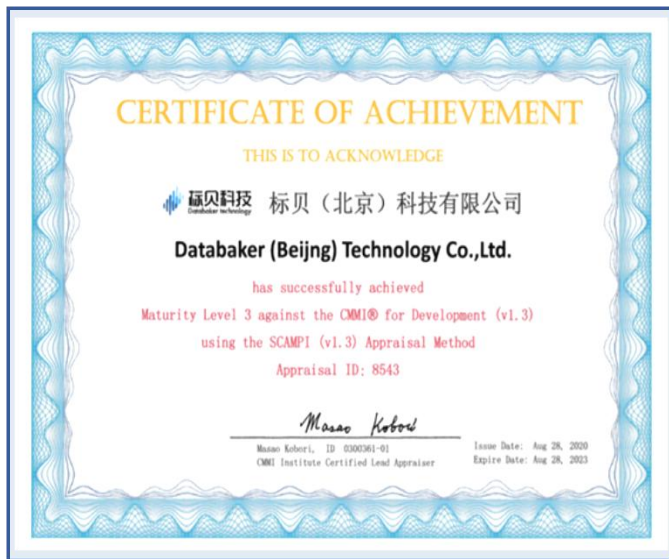 CERTIFICATE OF ACHIEVEMENT
THIS IS TO ACKNOWLEDGE
标贝科技 标贝（北京）科技有限公司
Databaker technology
Databaker (Beijng) Technology Co.,Ltd.
has successfully achieved
Maturity Level 3 against the CMMI® for Development (v1.3)
using the SCAMPI (v1.3) Appraisal Method
Appraisal ID: 8543
Masao Kobori
Masao Kobori, ID 0300361-01
CMMI Institute Certified Lead Appraiser
Issue Date: Aug 28, 2020
Expire Date: Aug 28, 2023